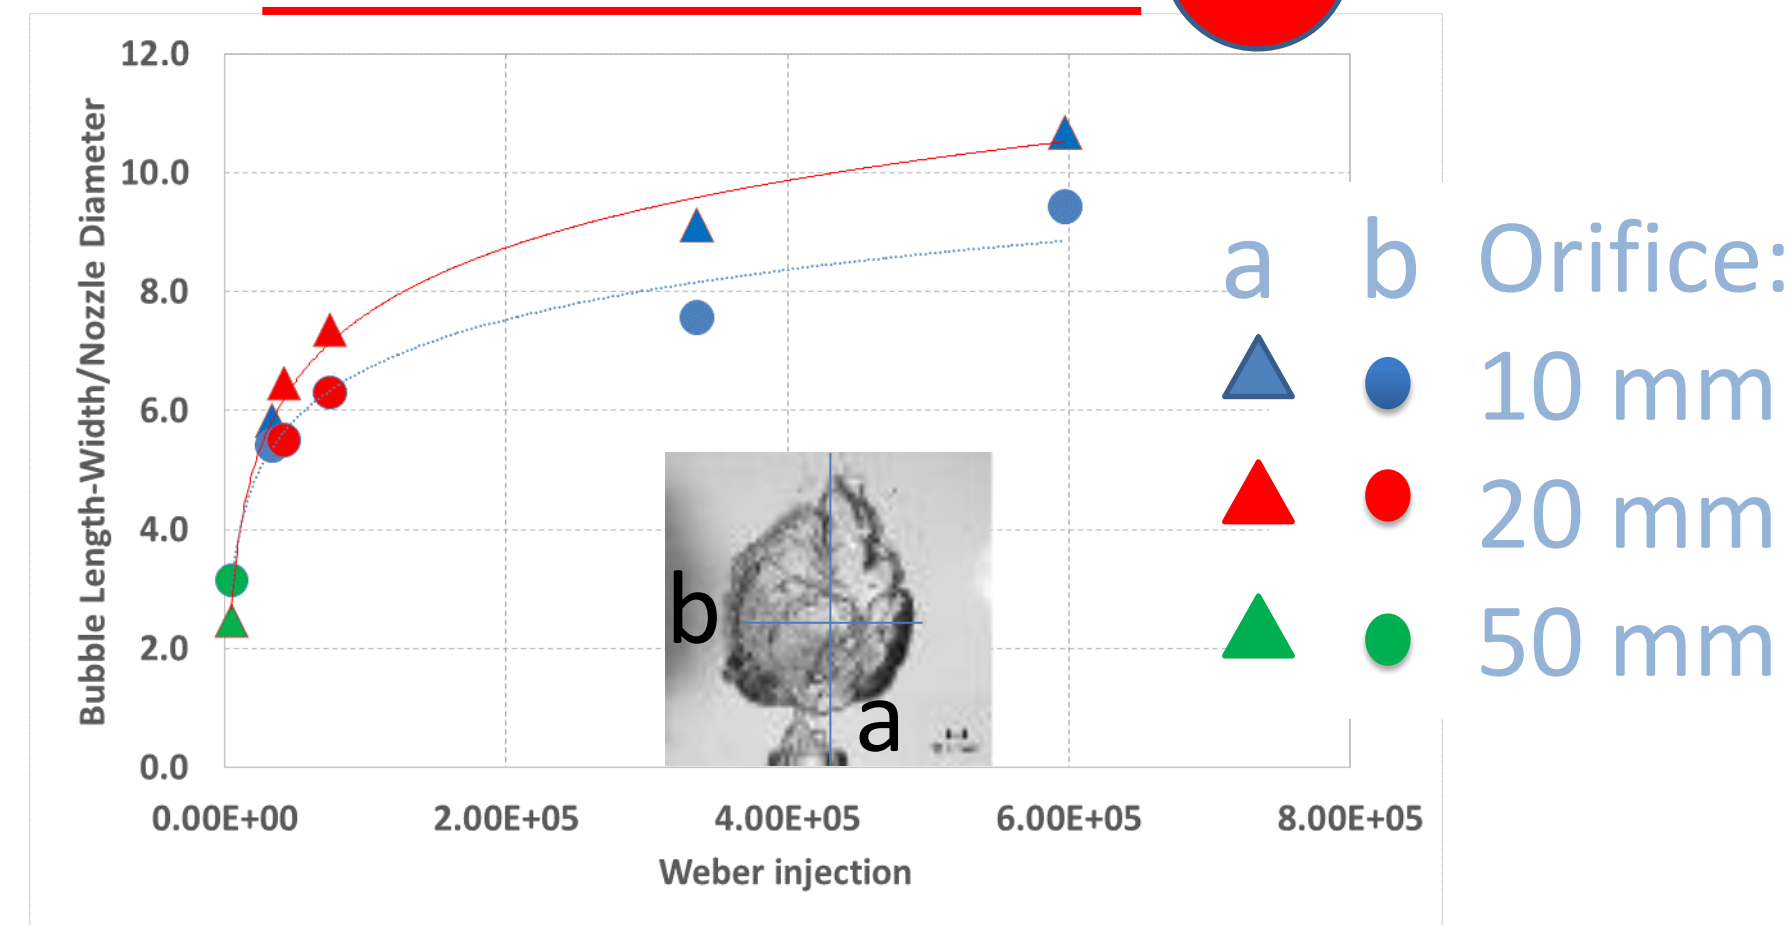 12.0
10.0
8.0
6.0
4.0
2.0
0.0
Bubble Length-Width/Nozzle Diameter
0.00E+00 2.00E+05 4.00E+05 6.00E+05 8.00E+05
Weber injection
b
a
a b Orifice:
10 mm
20 mm
50 mm